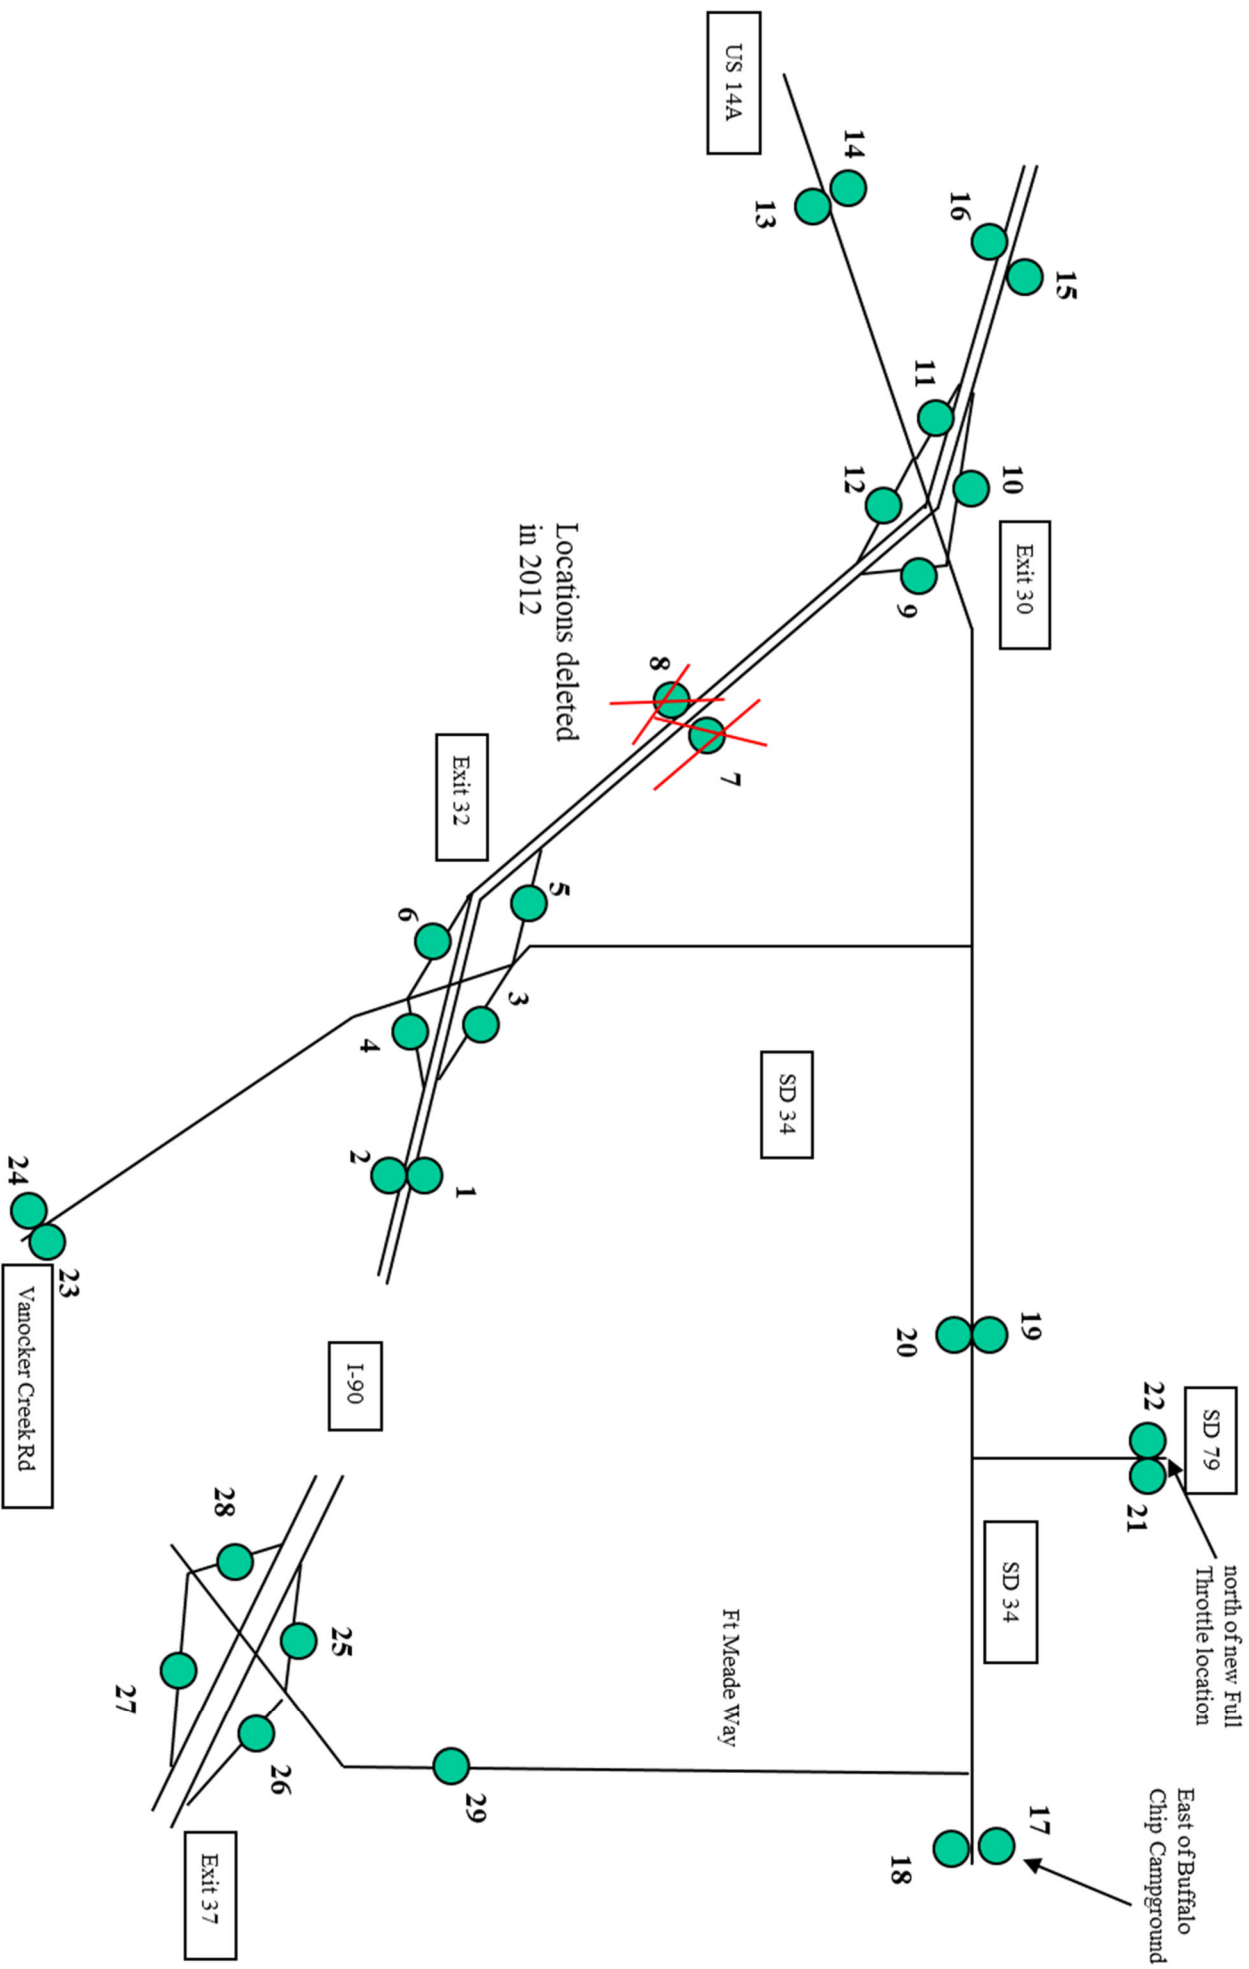 US 14A
14
13
16
15
11
12
10
9
Exit 30
Locations deleted
in 2012
8
7
Exit 32
5
6
3
4
SD 34
2
1
24
23
Vanocker Creek Rd
I-90
19
20
22
21
SD 79
north of new Full
Throttle location
SD 34
Ft Meade Way
28
25
27
26
29
Exit 37
17
18
East of Buffalo
Chip Campground